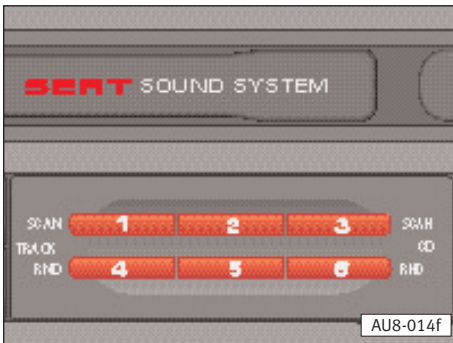 SEAT SOUND SYSTEM
SCAN 1 2 3 SCAN
TRACK CD
RND 4 5 6 RND
AU8-014f